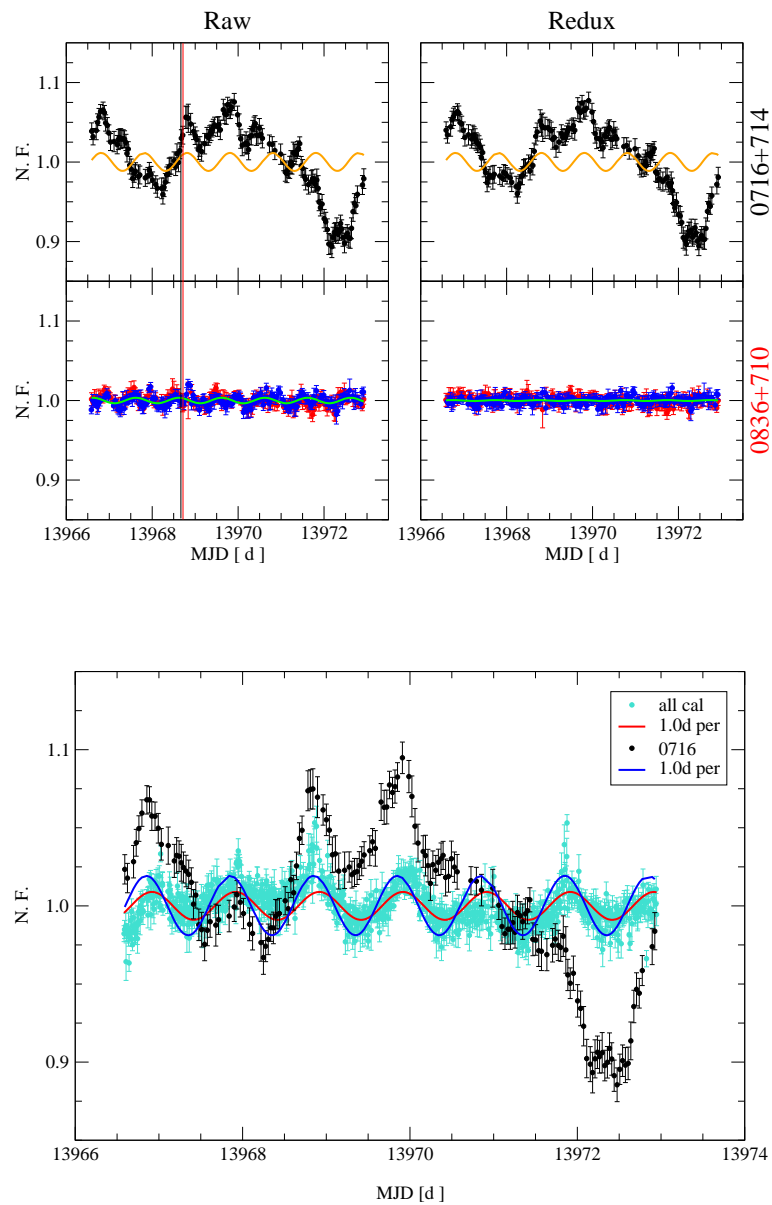 Raw Redux
1.1
1.0
0.9
N. F.
0716+714
1.1
1.0
0.9
N. F.
0836+710
13966 13968 13970 13972 13966 13968 13970 13972
MJD [ d ] MJD [ d ]
all cal
1.0d per
0716
1.0d per
1.1
1.0
0.9
N. F.
13966 13968 13970 13972 13974
MJD [ d ]